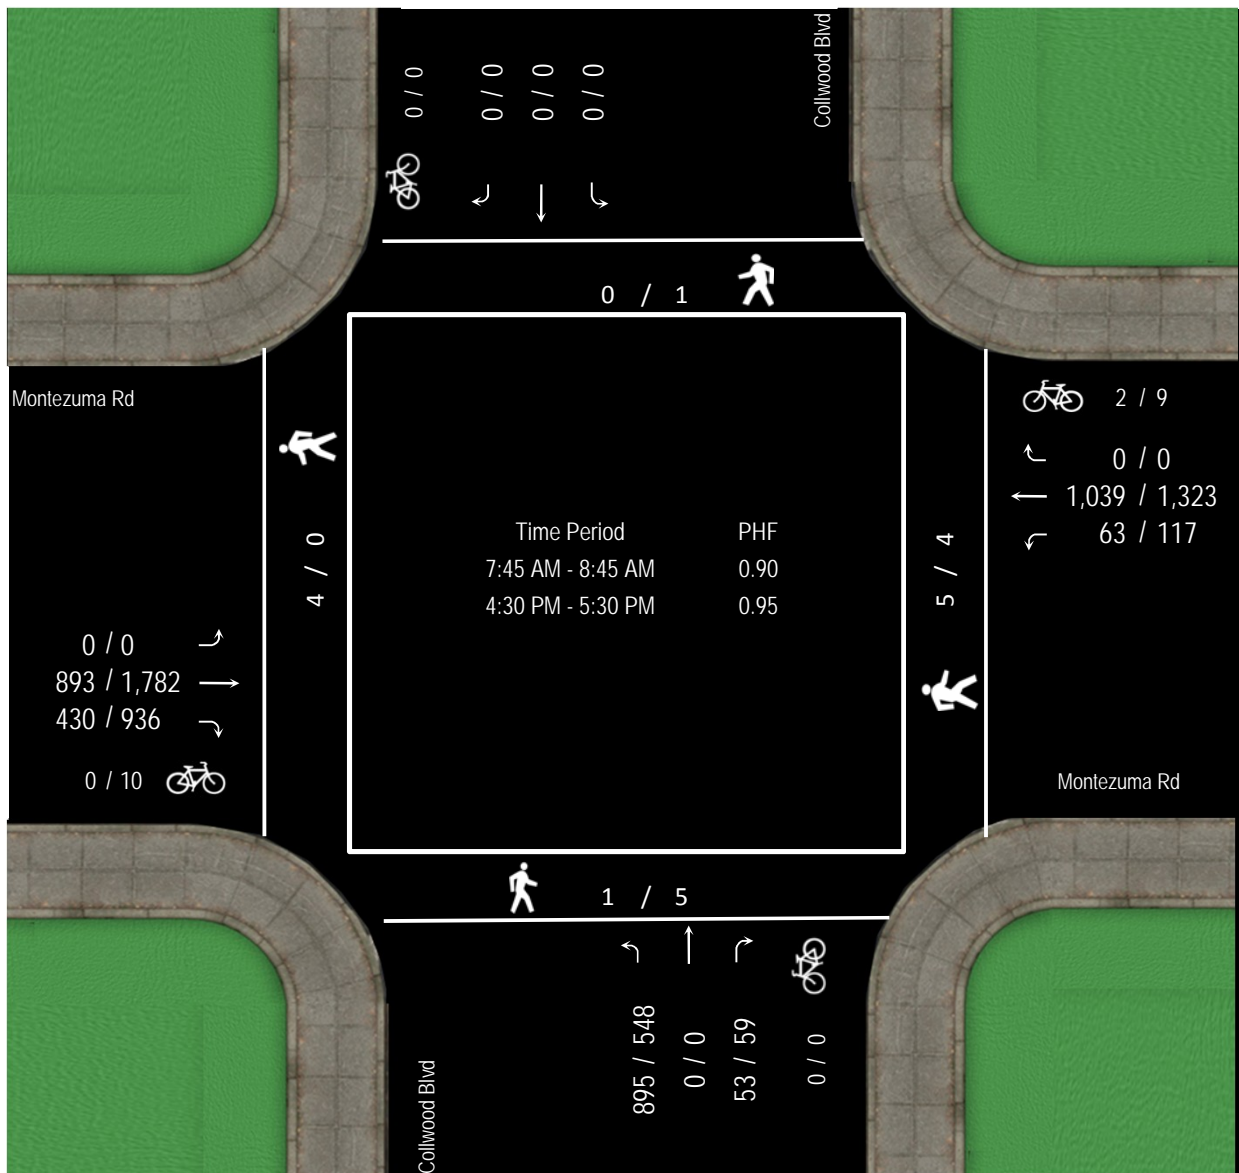 Collwood Blvd
0 / 0
0 / 0
0 / 0
0 / 0
0 / 1
Montezuma Rd
2 / 9
0 / 0
1,039 / 1,323
63 / 117
4 / 0
Time Period PHF
7:45 AM - 8:45 AM 0.90
4:30 PM - 5:30 PM 0.95
5 / 4
0 / 0
893 / 1,782
430 / 936
0 / 10
Montezuma Rd
1 / 5
895 / 548
0 / 0
53 / 59
0 / 0
Collwood Blvd